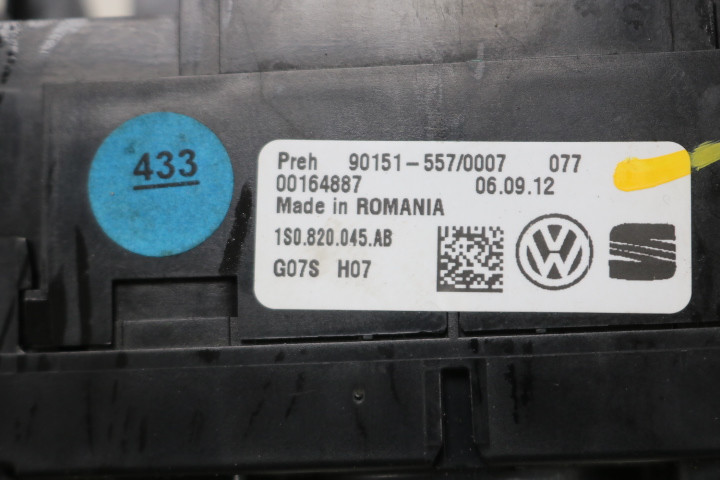 433
Preh 90151-557/0007 077
00164887 06.09.12
Made in ROMANIA
1S0.820.045.AB
G07S H07